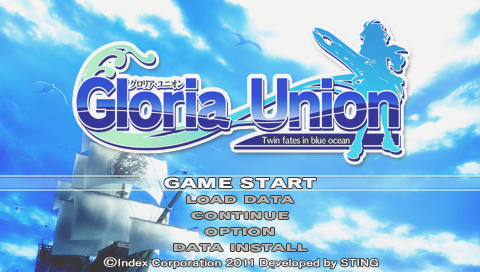 グロリア・ユニオン
Gloria Union
Twin fates in blue ocean
GAME START
LOAD DATA
CONTINUE
OPTION
DATA INSTALL
©Index Corporation 2011 Developed by STING